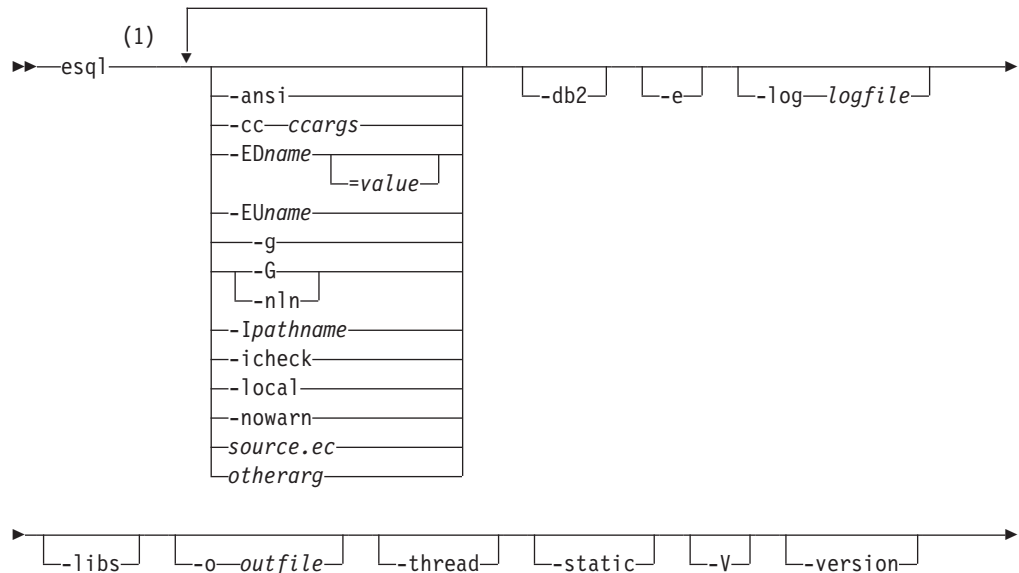 (1)
esql
-db2 -e -log logfile
-ansi
-cc ccargs
-EDname
=value
-EUname
-g
-G
-nln
-Ipathname
-icheck
-local
-nowarn
source.ec
otherarg
-libs -o outfile -thread -static -V -version